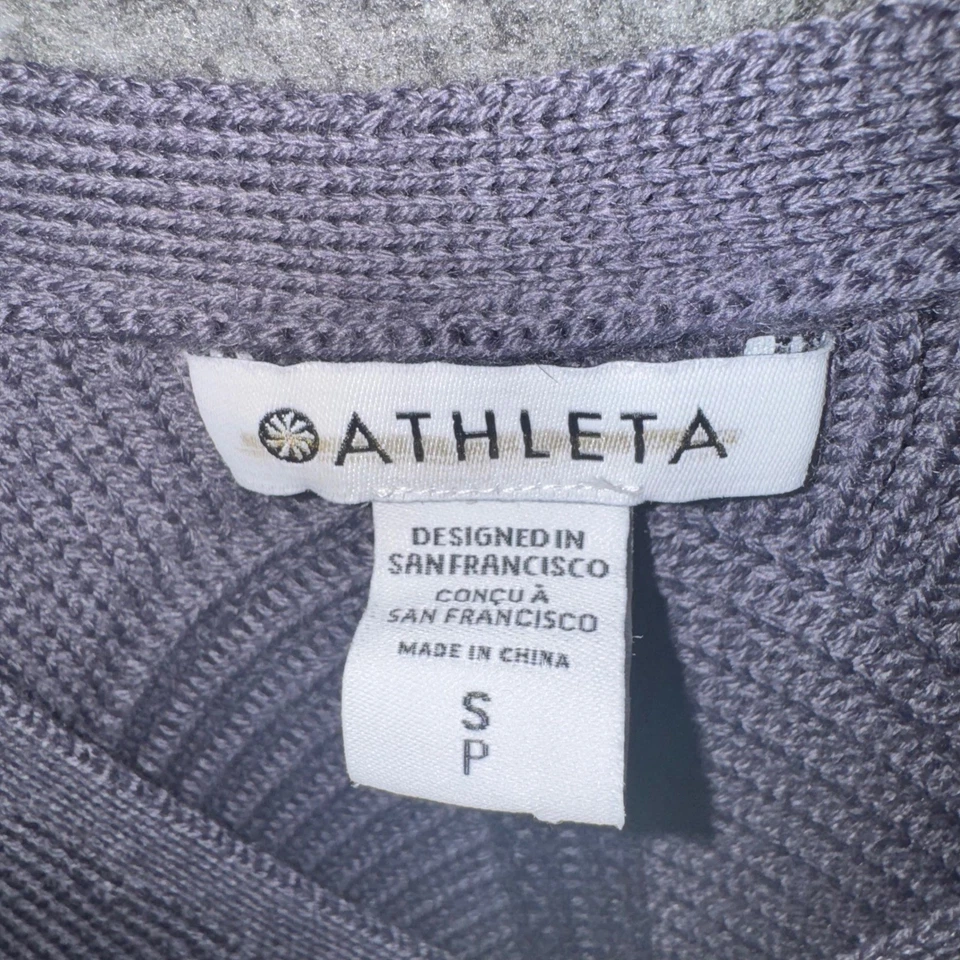 ATHLETA
DESIGNED IN
SAN FRANCISCO
CONÇU À
SAN FRANCISCO
MADE IN CHINA
S
P